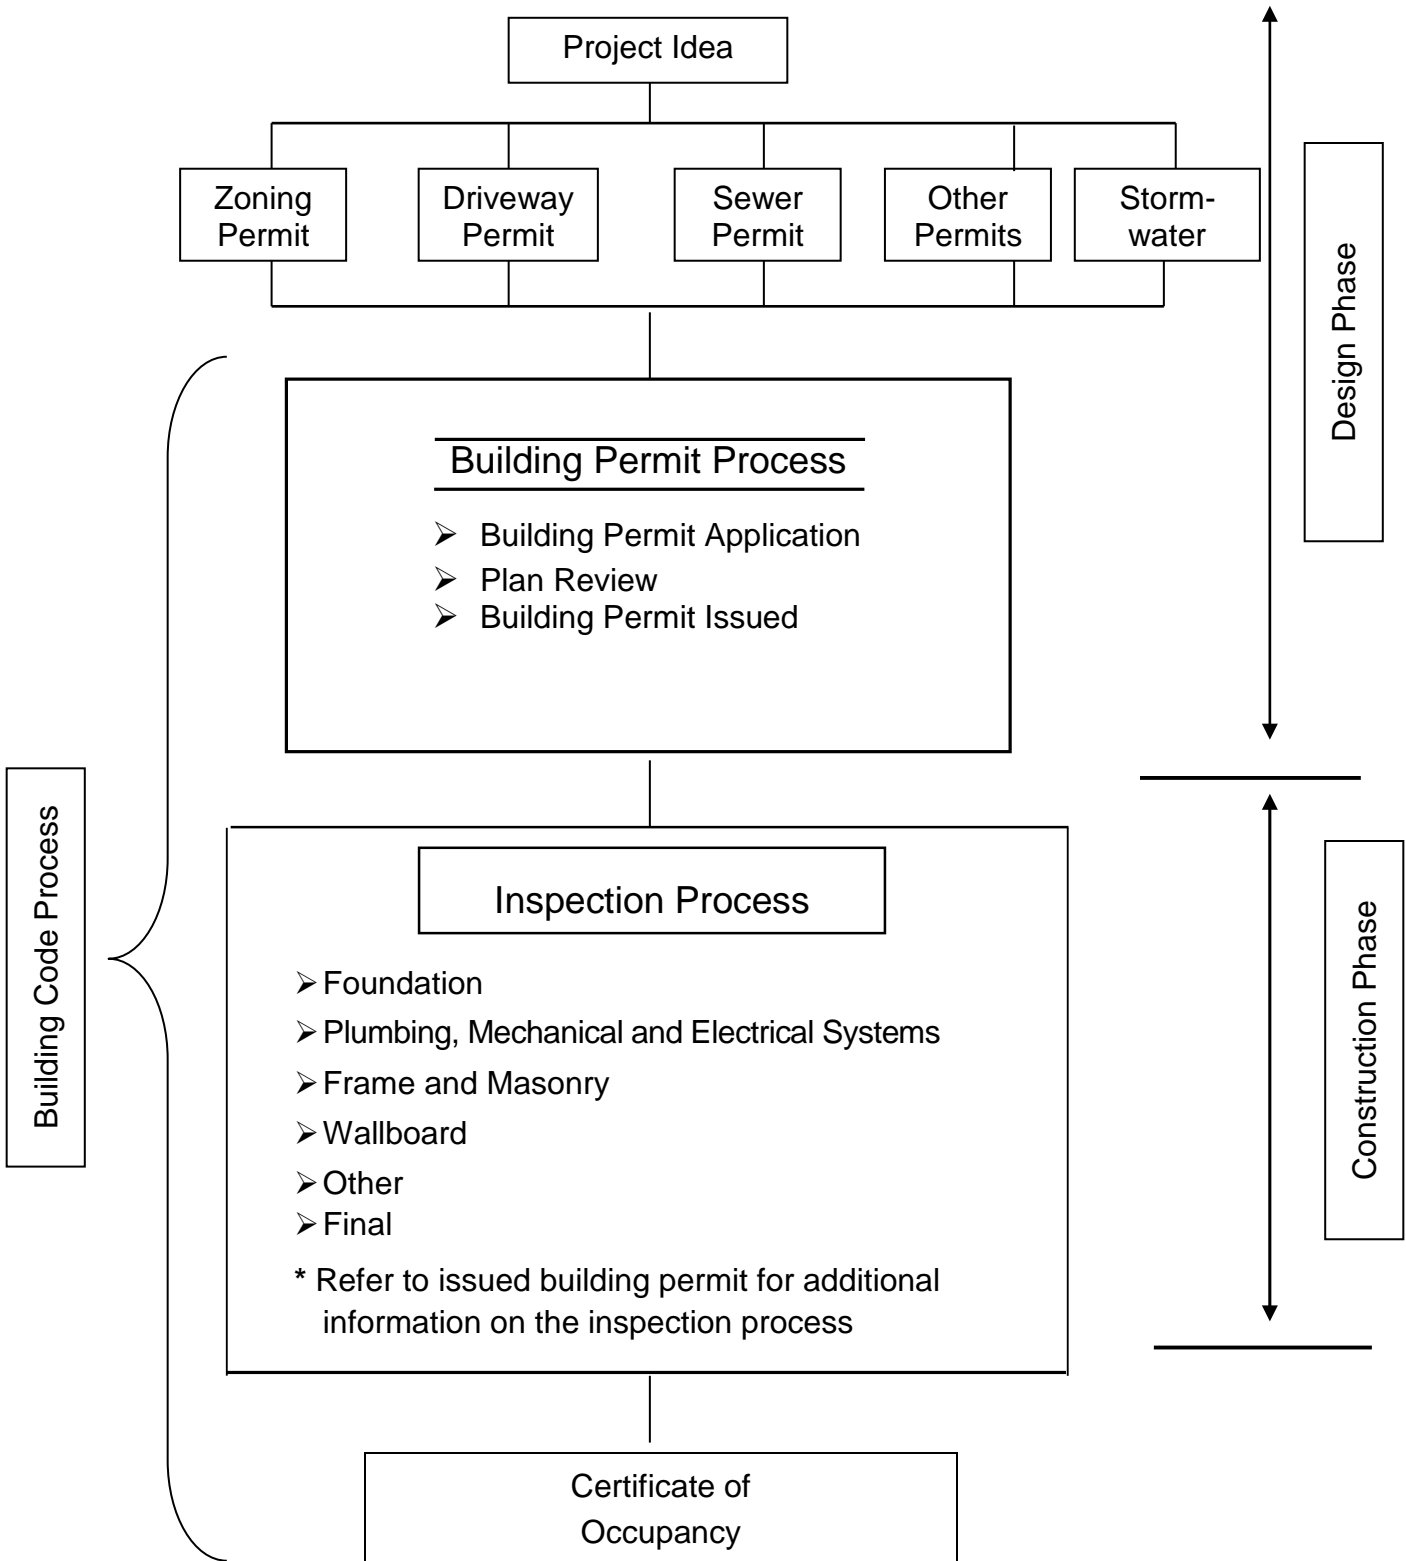 Project Idea
Zoning
Permit
Driveway
Permit
Sewer
Permit
Other
Permits
Storm-
water
Design Phase
Building Permit Process
➢ Building Permit Application
➢ Plan Review
➢ Building Permit Issued
Building Code Process
Inspection Process
➢ Foundation
➢ Plumbing, Mechanical and Electrical Systems
➢ Frame and Masonry
➢ Wallboard
➢ Other
➢ Final
* Refer to issued building permit for additional
information on the inspection process
Construction Phase
Certificate of
Occupancy